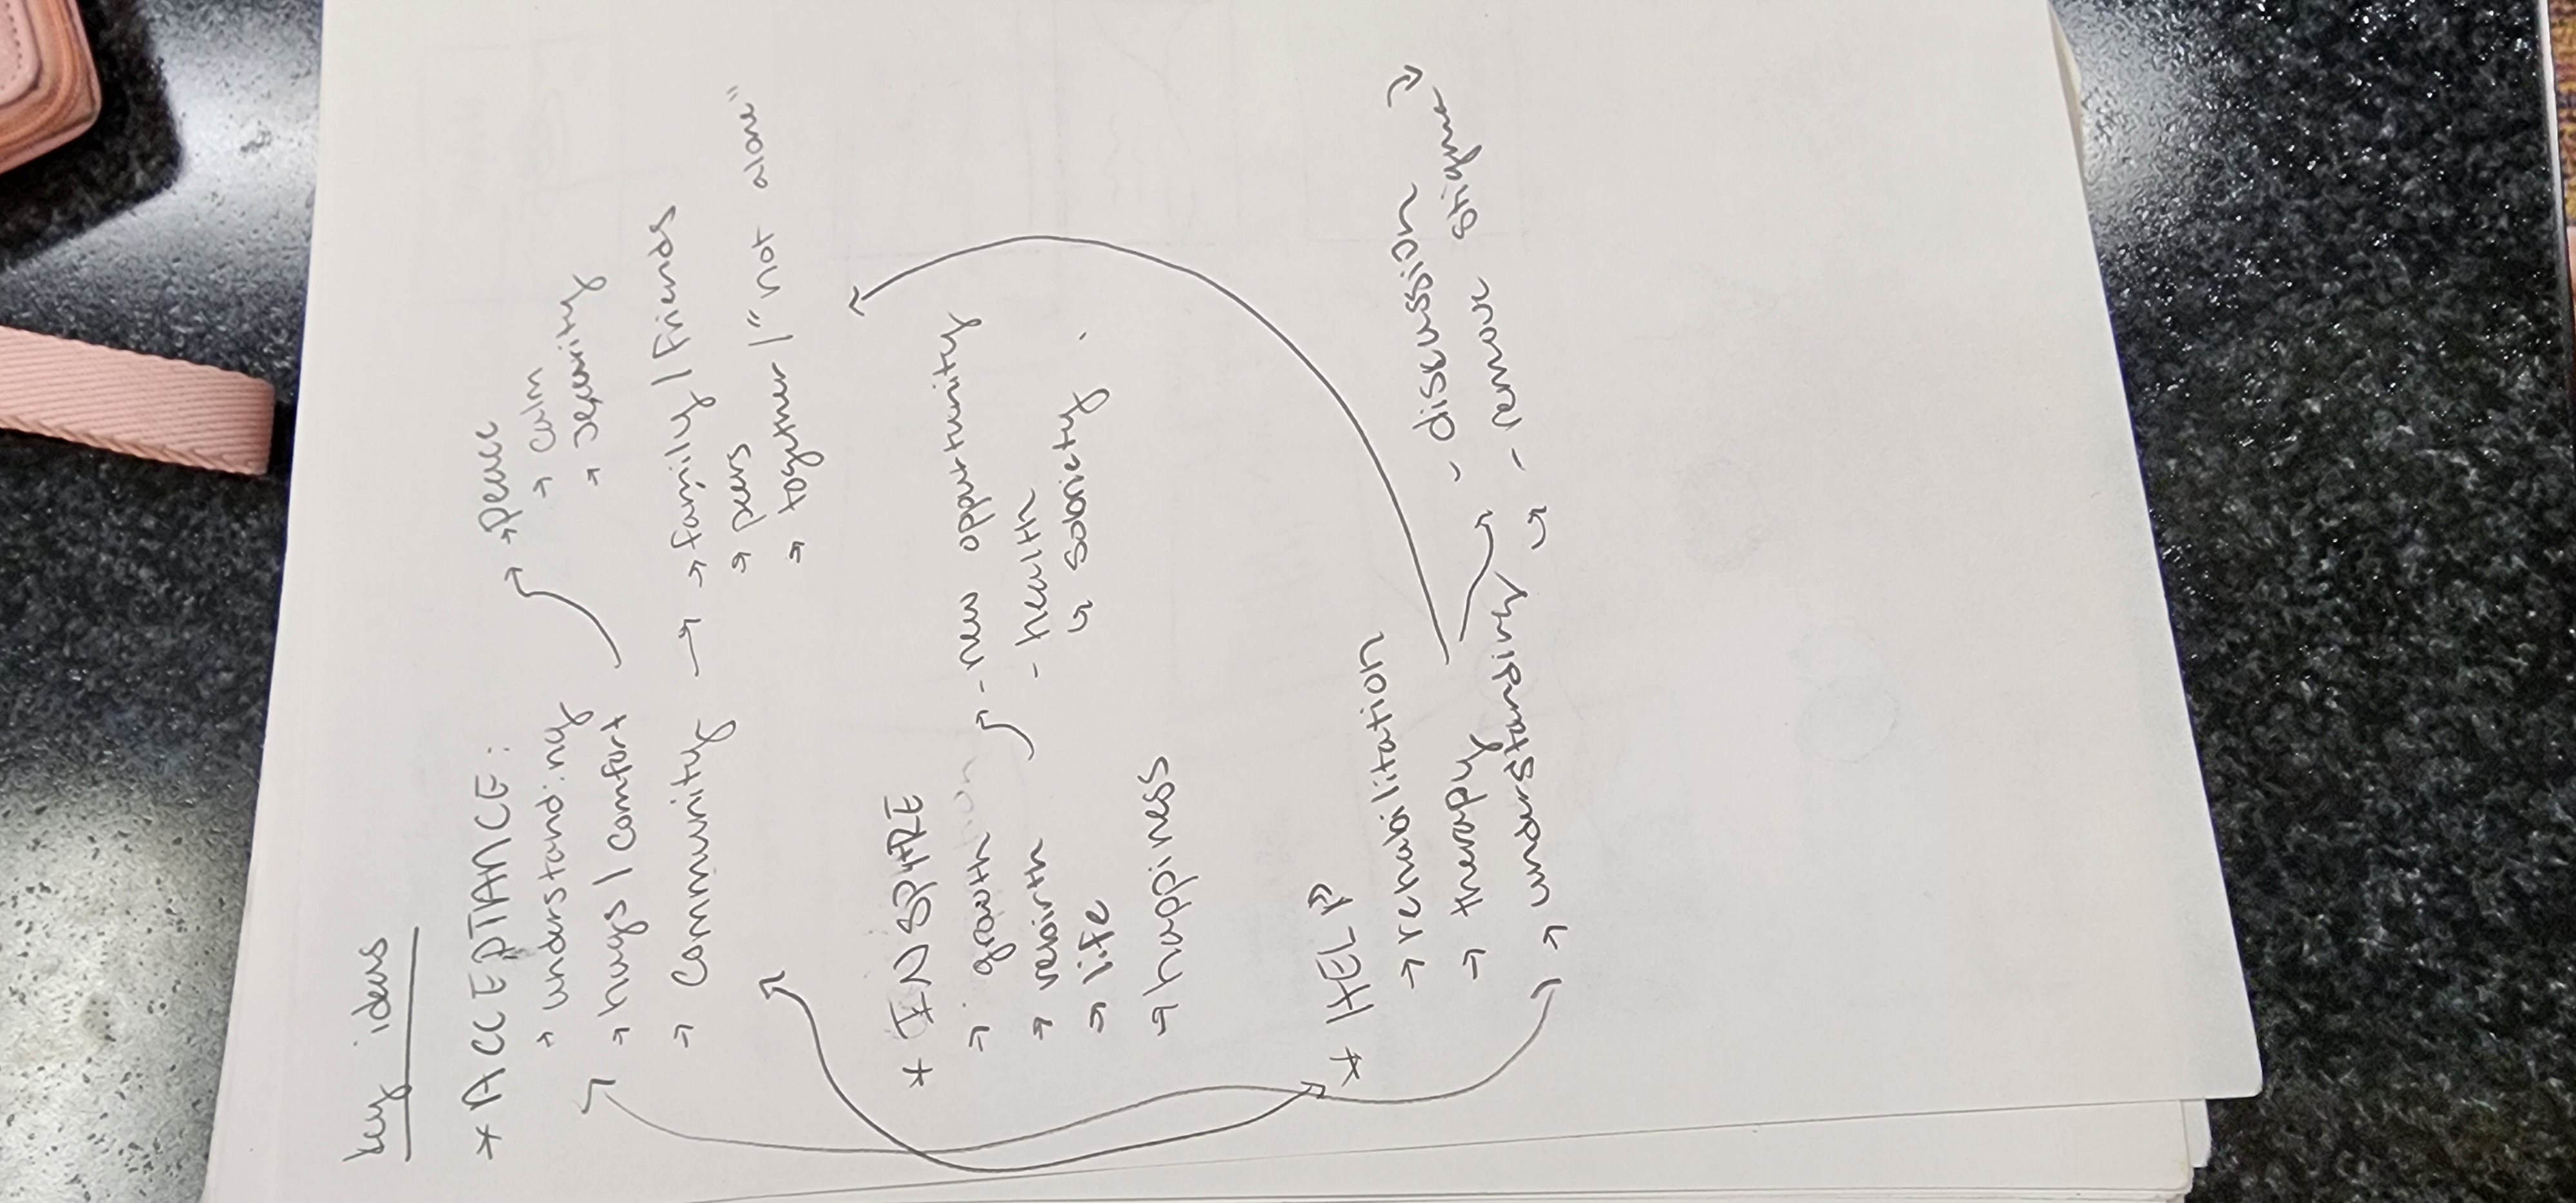 key ideas
* ACCEPTANCE:
→ understanding
→ hugs / comfort
→ peace
→ calm
→ security
→ community → → family / friends
→ peers
→ together / "not alone"
* INSPIRE
→ growth
→ rebirth
- new oppurtunity
- health
↳ sobriety
→ life
→ happiness
* HELP
→ rehabilitation
→ therapy
- discussion
→ understanding
- remove stigma